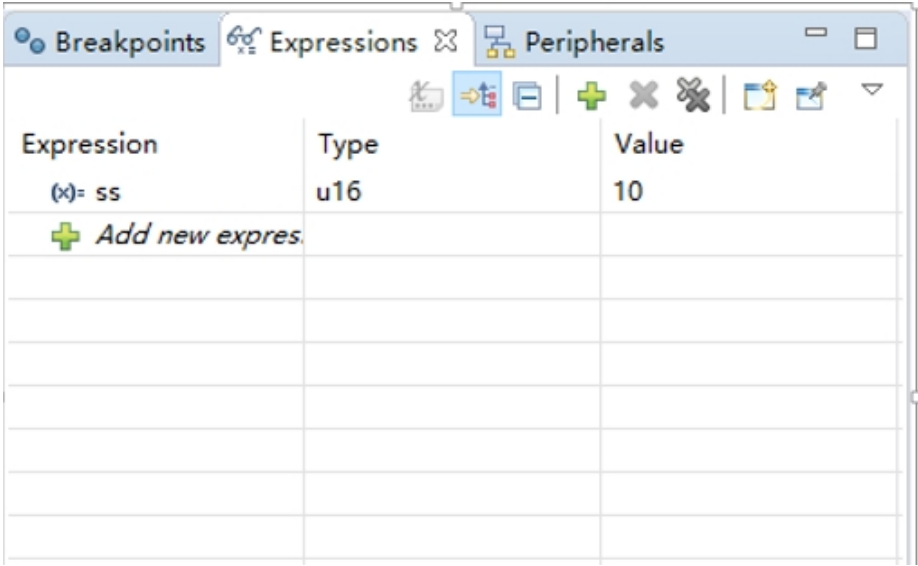 Breakpoints Expressions Peripherals
Expression Type Value
(x)= ss u16 10
Add new expres